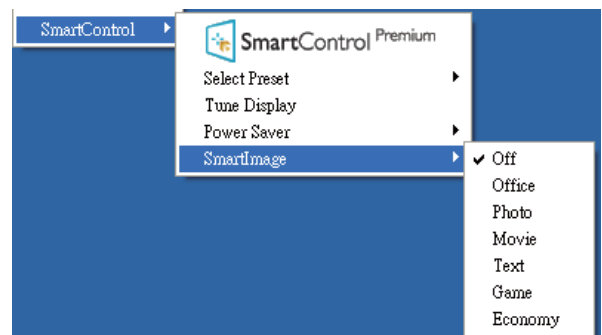 SmartControl
SmartControl Premium
Select Preset
Tune Display
Power Saver
SmartImage
Off
Office
Photo
Movie
Text
Game
Economy